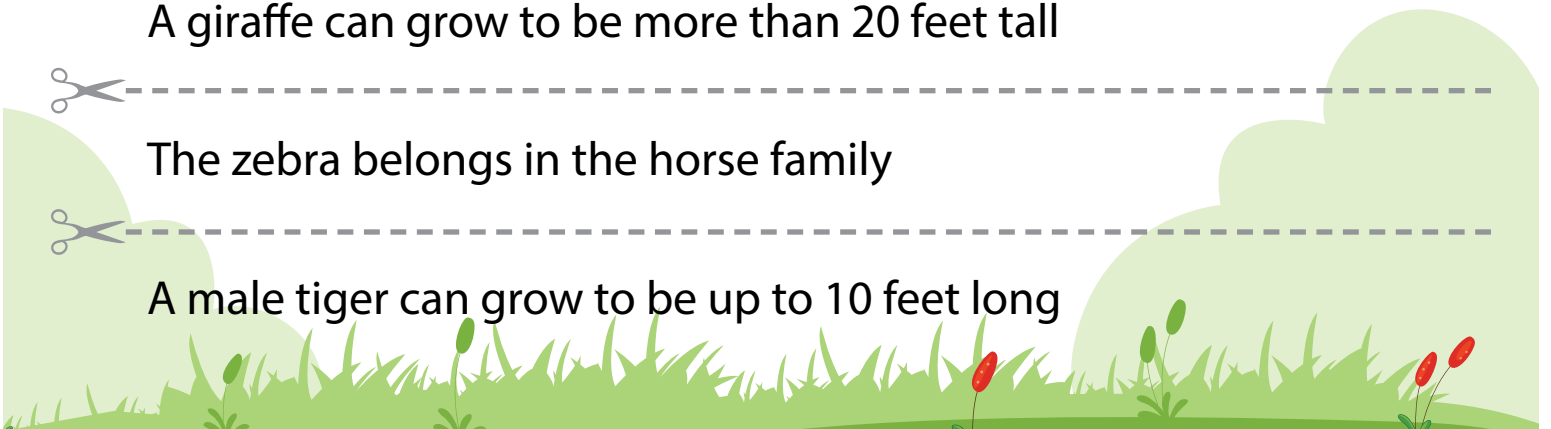 A giraffe can grow to be more than 20 feet tall
The zebra belongs in the horse family
A male tiger can grow to be up to 10 feet long